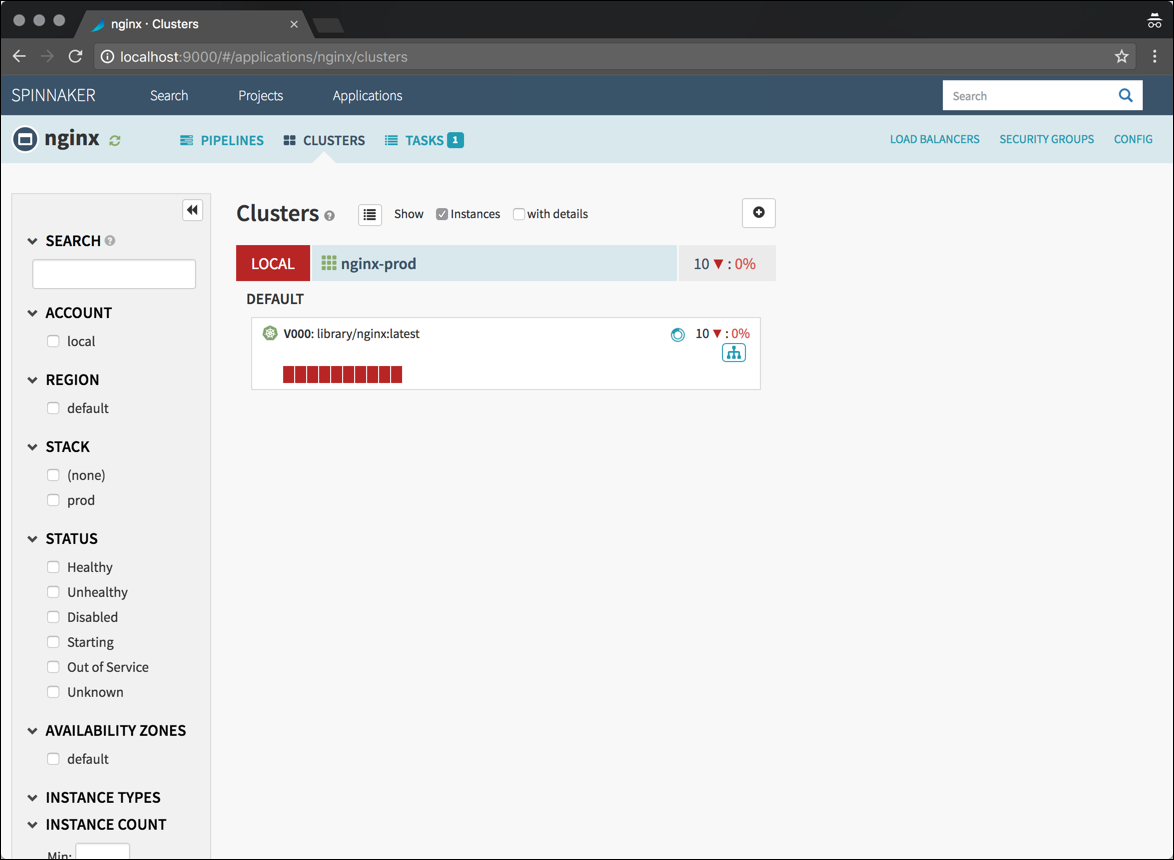 nginx · Clusters
localhost:9000/#/applications/nginx/clusters
SPINNAKER Search Projects Applications Search
nginx PIPELINES CLUSTERS TASKS 1 LOAD BALANCERS SECURITY GROUPS CONFIG
Clusters Show Instances with details
LOCAL nginx-prod 10 ▼ : 0%
DEFAULT
V000: library/nginx:latest 10 ▼ : 0%
SEARCH
ACCOUNT
local
REGION
default
STACK
(none)
prod
STATUS
Healthy
Unhealthy
Disabled
Starting
Out of Service
Unknown
AVAILABILITY ZONES
default
INSTANCE TYPES
INSTANCE COUNT
Min: